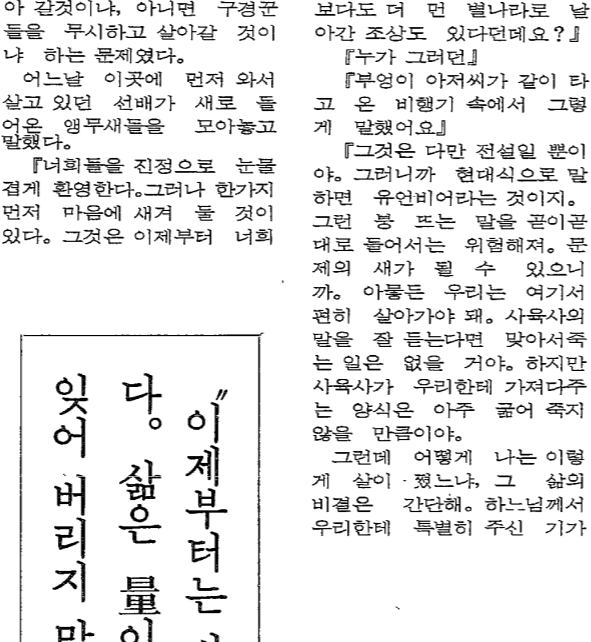 아 갈것이냐, 아니면 구경꾼
들을 무시하고 살아갈 것이
냐 하는 문제였다.
어느날 이곳에 먼저 와서
살고 있던 선배가 새로 들
어온 앵무새들을 모아놓고
말했다.
『너희들을 진정으로 눈물
겹게 환영한다.그러나 한가지
먼저 마음에 새겨 둘 것이
있다. 그것은 이제부터 너희
보다도 더 먼 별나라로 날
아간 조상도 있다던데요?』
『누가 그러던』
『부엉이 아저씨가 같이 타
고 온 비행기 속에서 그렇
게 말했어요』
『그것은 다만 전설일 뿐이
야. 그러니까 현대식으로 말
하면 유언비어라는 것이지.
그런 붕 뜨는 말을 곧이곧
대로 들어서는 위험해져. 문
제의 새가 될 수 있으니
까. 아뭏든 우리는 여기서
편히 살아가야 돼. 사육사의
말을 잘 듣는다면 맞아서죽
는 일은 없을 거야. 하지만
사육사가 우리한테 가져다주
는 양식은 아주 굶어 죽지
않을 만큼이야.
그런데 어떻게 나는 이렇
게 살이 쪘느냐, 그 삶의
비결은 간단해. 하느님께서
우리한테 특별히 주신 기가
〃이제부터는
다. 삶은 量이
잊어 버리지 말